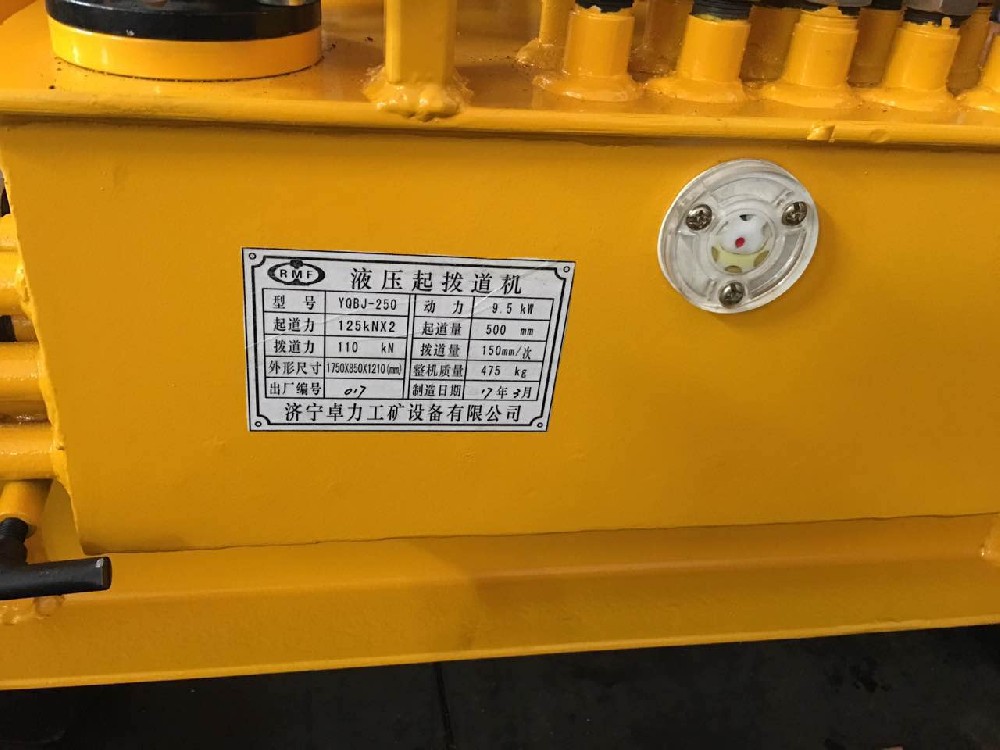 RMF 液压起拨道机
型号 YQBJ-250 动力 9.5 kW
起道力 125kNX2 起道量 500 mm
拨道力 110 kN 拨道量 150mm/次
外形尺寸 1750X850X1210(mm) 整机质量 475 kg
出厂编号 017 制造日期 17年3月
济宁卓力工矿设备有限公司